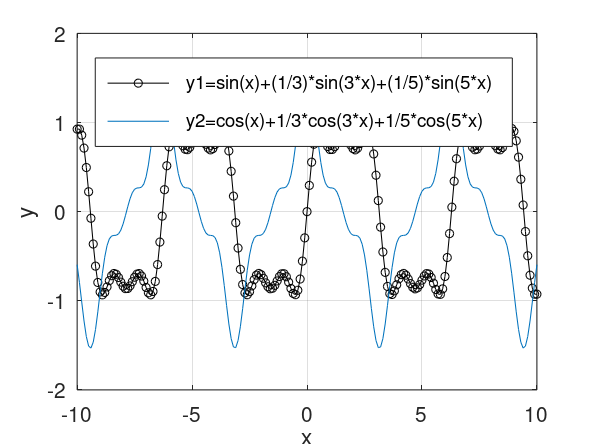 2
y1=sin(x)+(1/3)*sin(3*x)+(1/5)*sin(5*x)
y2=cos(x)+1/3*cos(3*x)+1/5*cos(5*x)
1
0
y
-1
-2
-10
-5
0
5
10
x